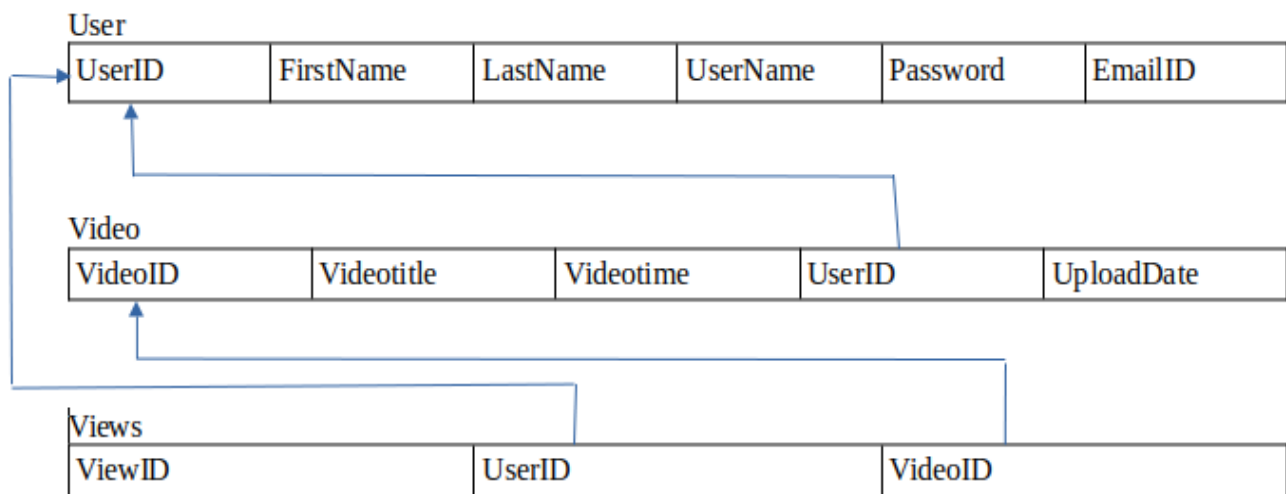 User
UserID FirstName LastName UserName Password EmailID
Video
VideoID Videotitle Videotime UserID UploadDate
Views
ViewID UserID VideoID